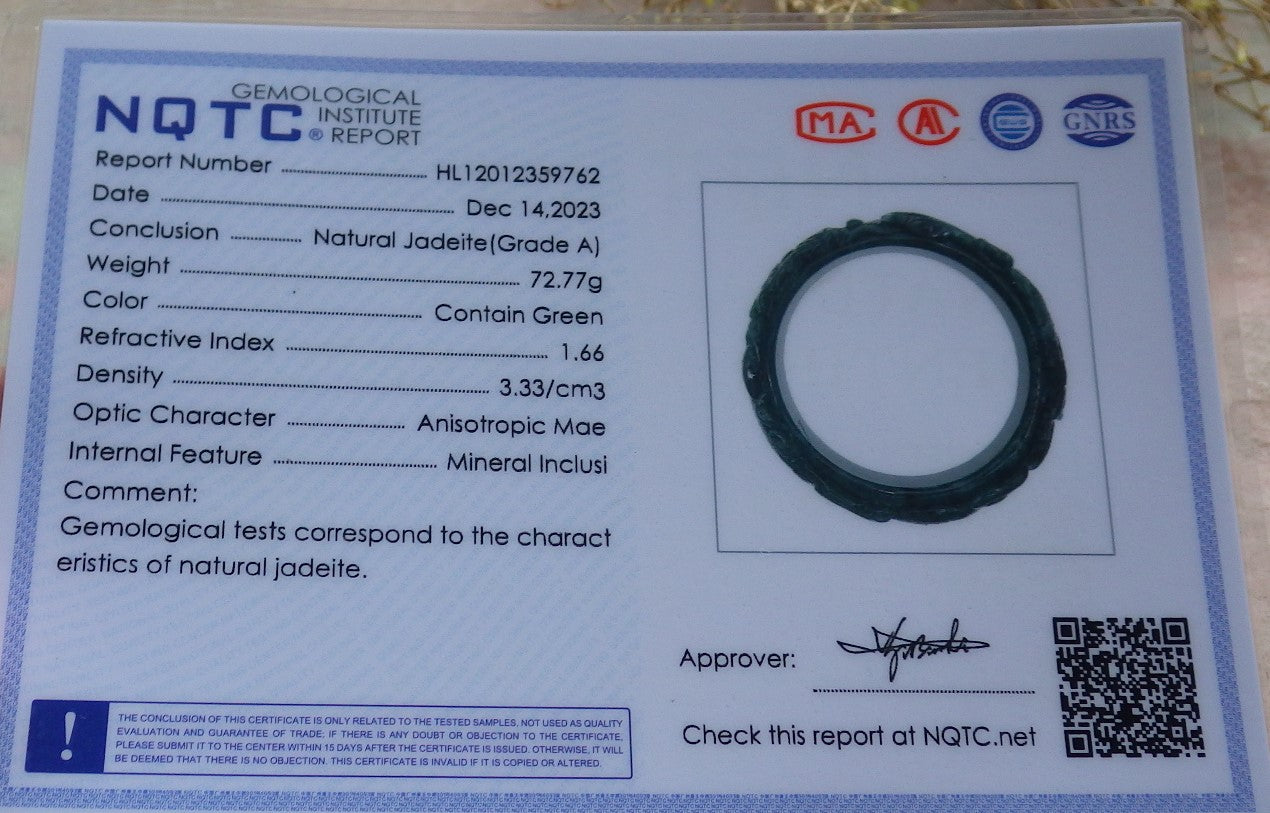 NQTC® GEMOLOGICAL
INSTITUTE
REPORT
MA
GNRS
Report Number HL12012359762
Date Dec 14,2023
Conclusion Natural Jadeite(Grade A)
Weight 72.77g
Color Contain Green
Refractive Index 1.66
Density 3.33/cm3
Optic Character Anisotropic Mae
Internal Feature Mineral Inclusi
Comment:
Gemological tests correspond to the charact
eristics of natural jadeite.
! THE CONCLUSION OF THIS CERTIFICATE IS ONLY RELATED TO THE TESTED SAMPLES, NOT USED AS QUALITY
EVALUATION AND GUARANTEE OF TRADE; IF THERE IS ANY DOUBT OR OBJECTION TO THE CERTIFICATE,
PLEASE SUBMIT IT TO THE CENTER WITHIN 15 DAYS AFTER THE CERTIFICATE IS ISSUED. OTHERWISE, IT WILL
BE DEEMED THAT THERE IS NO OBJECTION. THIS CERTIFICATE IS INVALID IF IT IS COPIED OR ALTERED.
Approver:
Check this report at NQTC.net